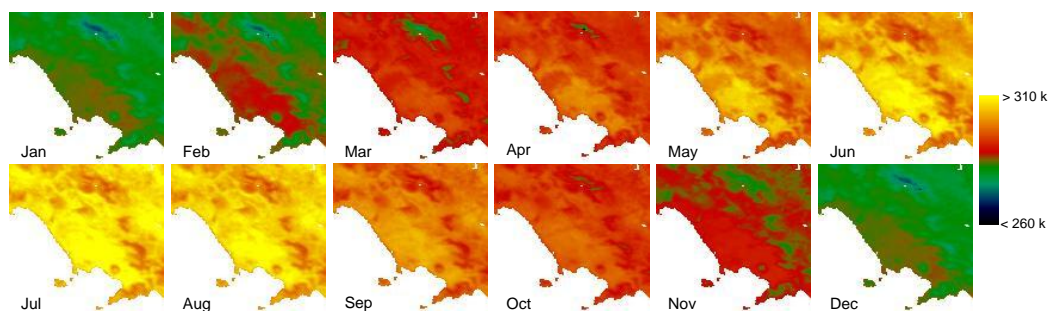 Jan
Feb
Mar
Apr
May
Jun
> 310 k
< 260 k
Jul
Aug
Sep
Oct
Nov
Dec